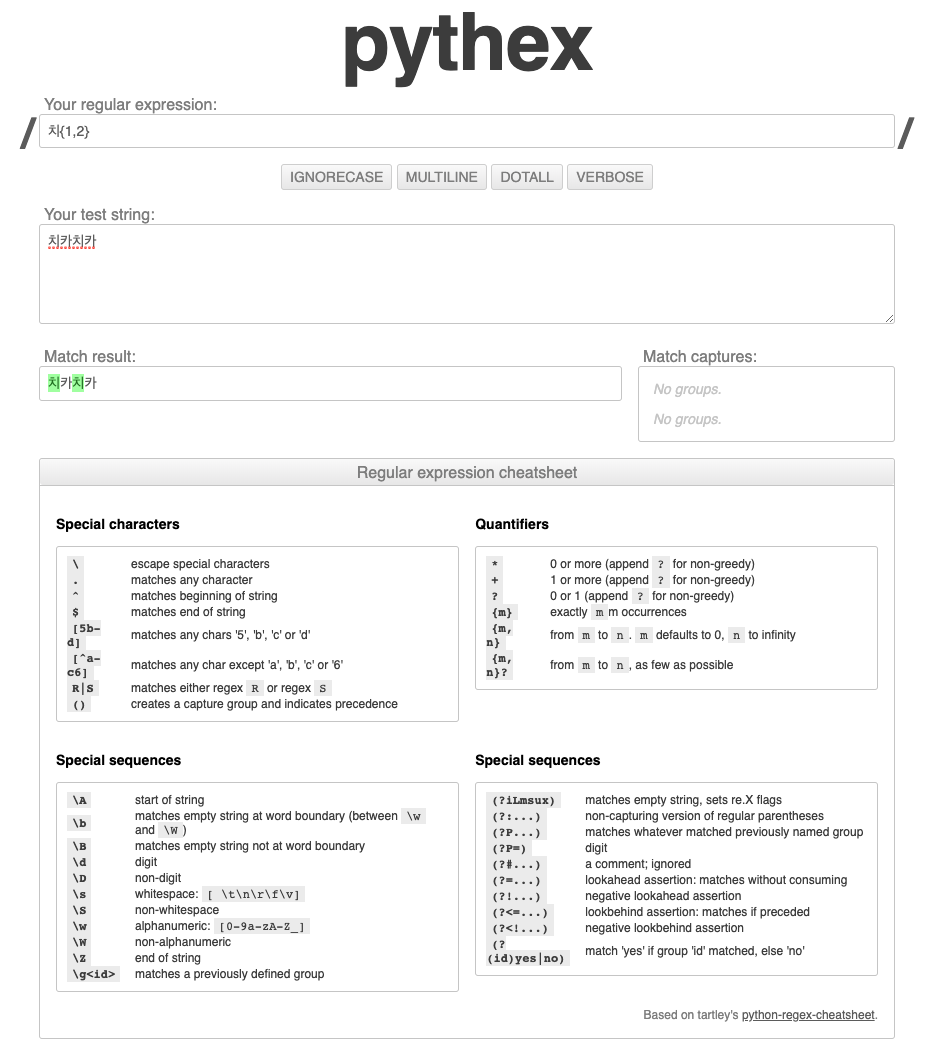 pythex
Your regular expression:
/ 치{1,2} /
IGNORECASE MULTILINE DOTALL VERBOSE
Your test string:
치카치카
Match result:
치카치카
Match captures:
No groups.
No groups.
Regular expression cheatsheet
Special characters
\ escape special characters
. matches any character
^ matches beginning of string
$ matches end of string
[5b-
d] matches any chars '5', 'b', 'c' or 'd'
[^a-
c6] matches any char except 'a', 'b', 'c' or '6'
R|S matches either regex R or regex S
() creates a capture group and indicates precedence
Quantifiers
* 0 or more (append ? for non-greedy)
+ 1 or more (append ? for non-greedy)
? 0 or 1 (append ? for non-greedy)
{m} exactly m m occurrences
{m,
n} from m to n. m defaults to 0, n to infinity
{m,
n}? from m to n, as few as possible
Special sequences
\A start of string
\b matches empty string at word boundary (between \w
and \W)
\B matches empty string not at word boundary
\d digit
\D non-digit
\s whitespace: [ \t\n\r\f\v]
\S non-whitespace
\w alphanumeric: [0-9a-zA-Z_]
\W non-alphanumeric
\Z end of string
\g<id> matches a previously defined group
Special sequences
(?iLmsux) matches empty string, sets re.X flags
(?:...) non-capturing version of regular parentheses
(?P...) matches whatever matched previously named group
(?P=) digit
(?#...) a comment; ignored
(?=...) lookahead assertion: matches without consuming
(?!...) negative lookahead assertion
(?<=...) lookbehind assertion: matches if preceded
(?<!...) negative lookbehind assertion
(?
(id)yes|no) match 'yes' if group 'id' matched, else 'no'
Based on tartley's python-regex-cheatsheet.